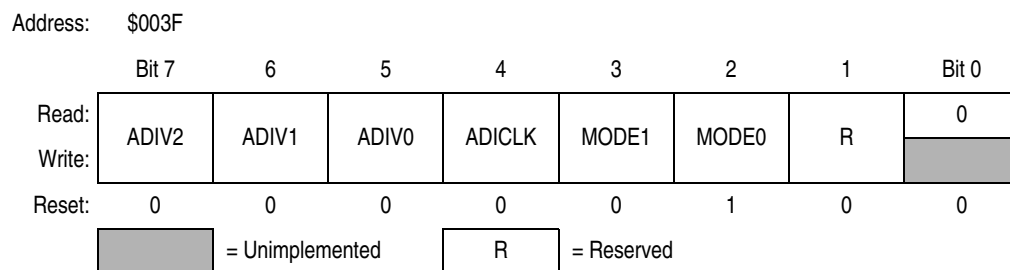 Address: $003F
Bit 7 6 5 4 3 2 1 Bit 0
Read: ADIV2 ADIV1 ADIV0 ADICLK MODE1 MODE0 R 0
Write:
Reset: 0 0 0 0 0 1 0 0
= Unimplemented R = Reserved